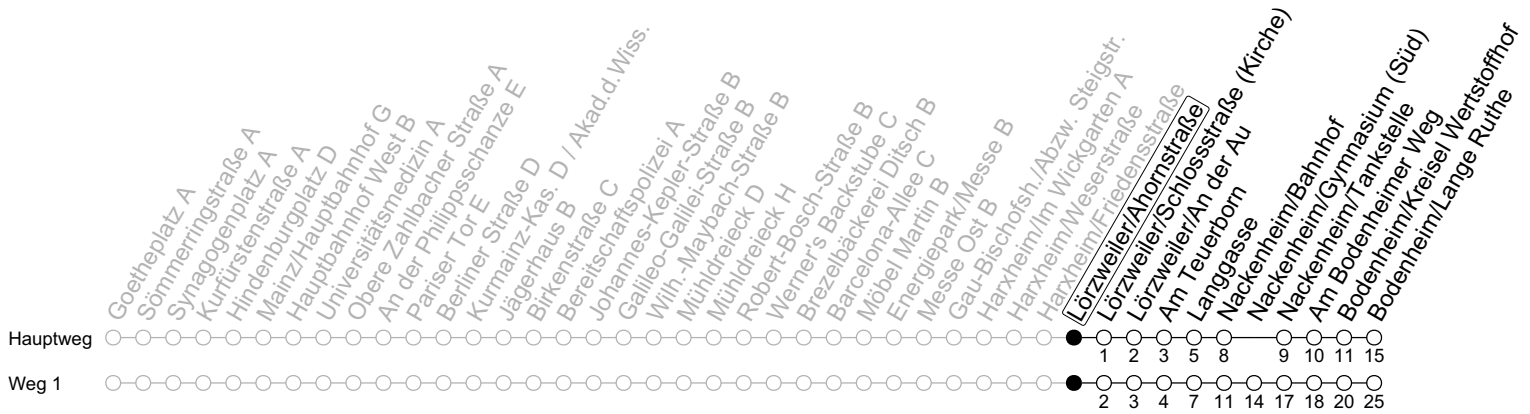 Goetheplatz A
Sömmerringstraße A
Synagogenplatz A
Kurfürstenstraße A
Hindenburgplatz D
Mainz/Hauptbahnhof G
Hauptbahnhof West B
Universitätsmedizin A
Obere Zahlbacher Straße A
An der Philippsschanze E
Pariser Tor E
Berliner Straße D
Kurmainz-Kas. D / Akad.d.Wiss.
Jägerhaus B
Birkenstraße C
Bereitschaftspolizei A
Johannes-Kepler-Straße B
Galileo-Galilei-Straße B
Wilh.-Maybach-Straße B
Mühldreieck D
Mühldreieck H
Robert-Bosch-Straße B
Werner's Backstube C
Brezelbäckerei Ditsch B
Barcelona-Allee C
Möbel Martin B
Energiepark/Messe B
Messe Ost B
Gau-Bischofsh./Abzw. Steigstr.
Harxheim/Im Wickgarten A
Harxheim/Weserstraße
Harxheim/Friedensstraße
Lörzweiler/Ahornstraße
Lörzweiler/Schlossstraße (Kirche)
Lörzweiler/An der Au
Am Teuerborn
Langgasse
Nackenheim/Bahnhof
Nackenheim/Gymnasium (Süd)
Nackenheim/Tankstelle
Am Bodenheimer Weg
Bodenheim/Kreisel Wertstoffhof
Bodenheim/Lange Ruthe
Hauptweg
1 2 3 5 8 9 10 11 15
Weg 1
2 3 4 7 11 14 17 18 20 25